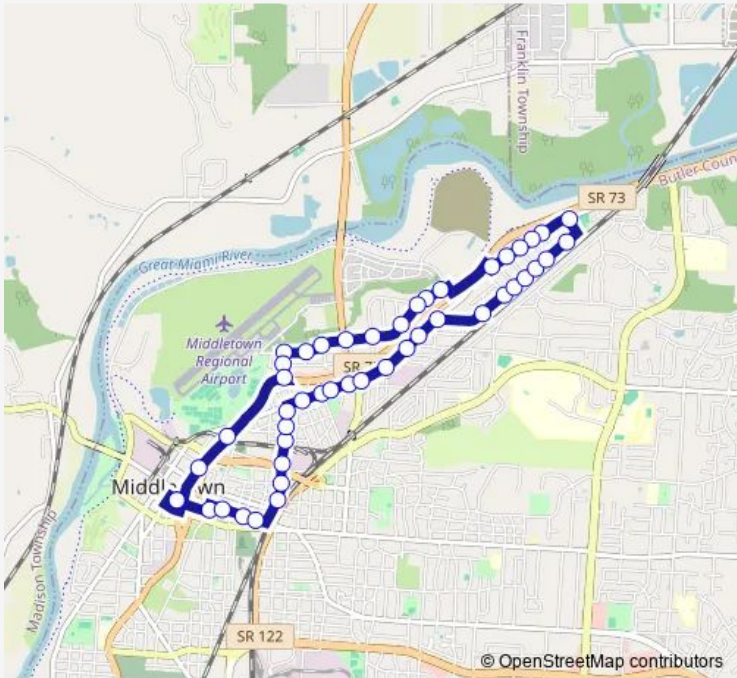 Franklin Township
Butler Coun
SR 73
Great Miami River
Middletown
Regional
Airport
SR 7
Middletown
Madison Township
SR 122
© OpenStreetMap contributors